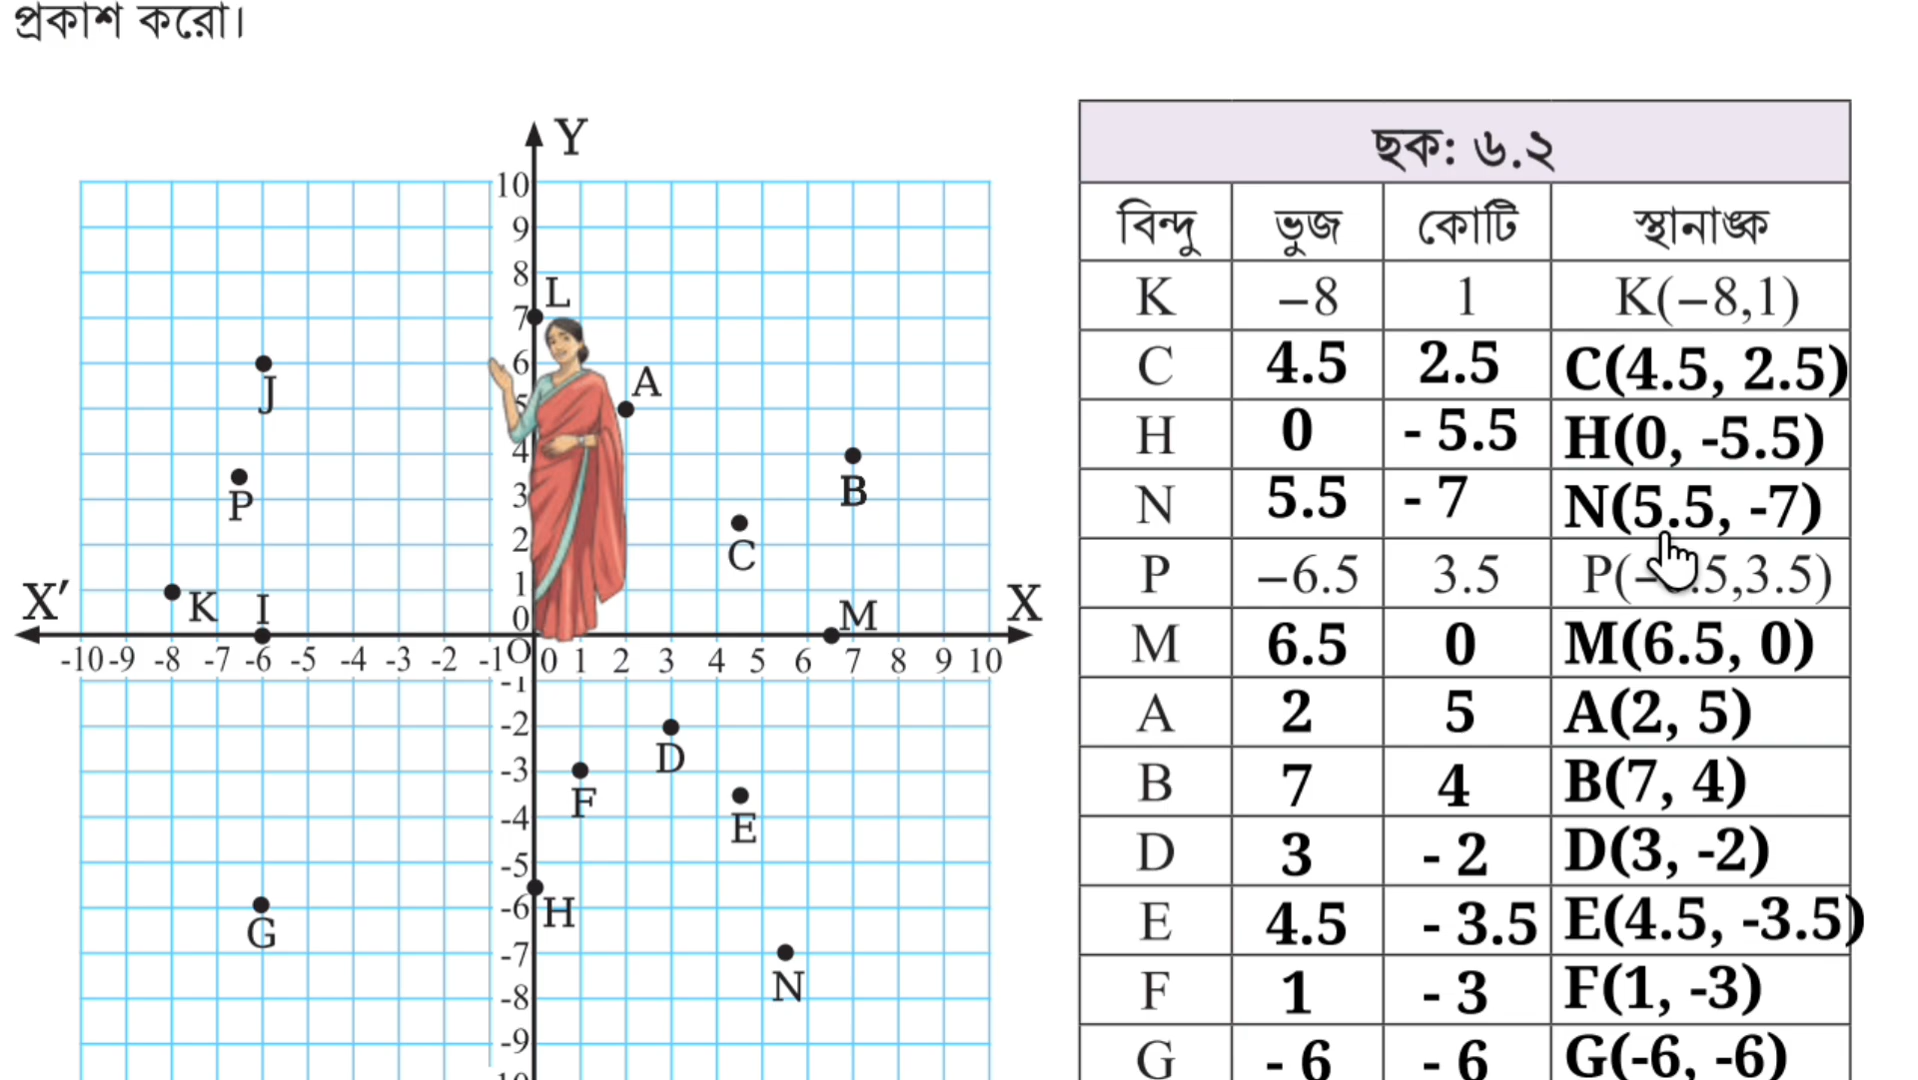 প্রকাশ করো।
Y
10
9
8
L
7
6
J
A
5
4
B
P
3
C
2
1
X′
K
I
0
M
X
-10 -9 -8 -7 -6 -5 -4 -3 -2 -1 O 0 1 2 3 4 5 6 7 8 9 10
-1
-2
D
-3
F
-4
E
-5
-6
H
G
-7
N
-8
-9
ছক: ৬.২
বিন্দু ভুজ কোটি স্থানাঙ্ক
K −8 1 K(−8,1)
C 4.5 2.5 C(4.5, 2.5)
H 0 - 5.5 H(0, -5.5)
N 5.5 - 7 N(5.5, -7)
P −6.5 3.5 P(− .5,3.5)
M 6.5 0 M(6.5, 0)
A 2 5 A(2, 5)
B 7 4 B(7, 4)
D 3 - 2 D(3, -2)
E 4.5 - 3.5 E(4.5, -3.5)
F 1 - 3 F(1, -3)
G - 6 - 6 G(-6, -6)